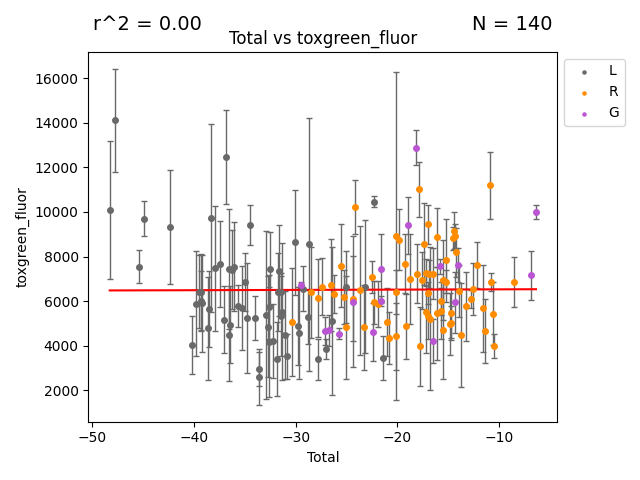 r^2 = 0.00
N = 140
Total vs toxgreen_fluor
16000
14000
12000
10000
8000
6000
4000
2000
toxgreen_fluor
−50
−40
−30
−20
−10
Total
L
R
G